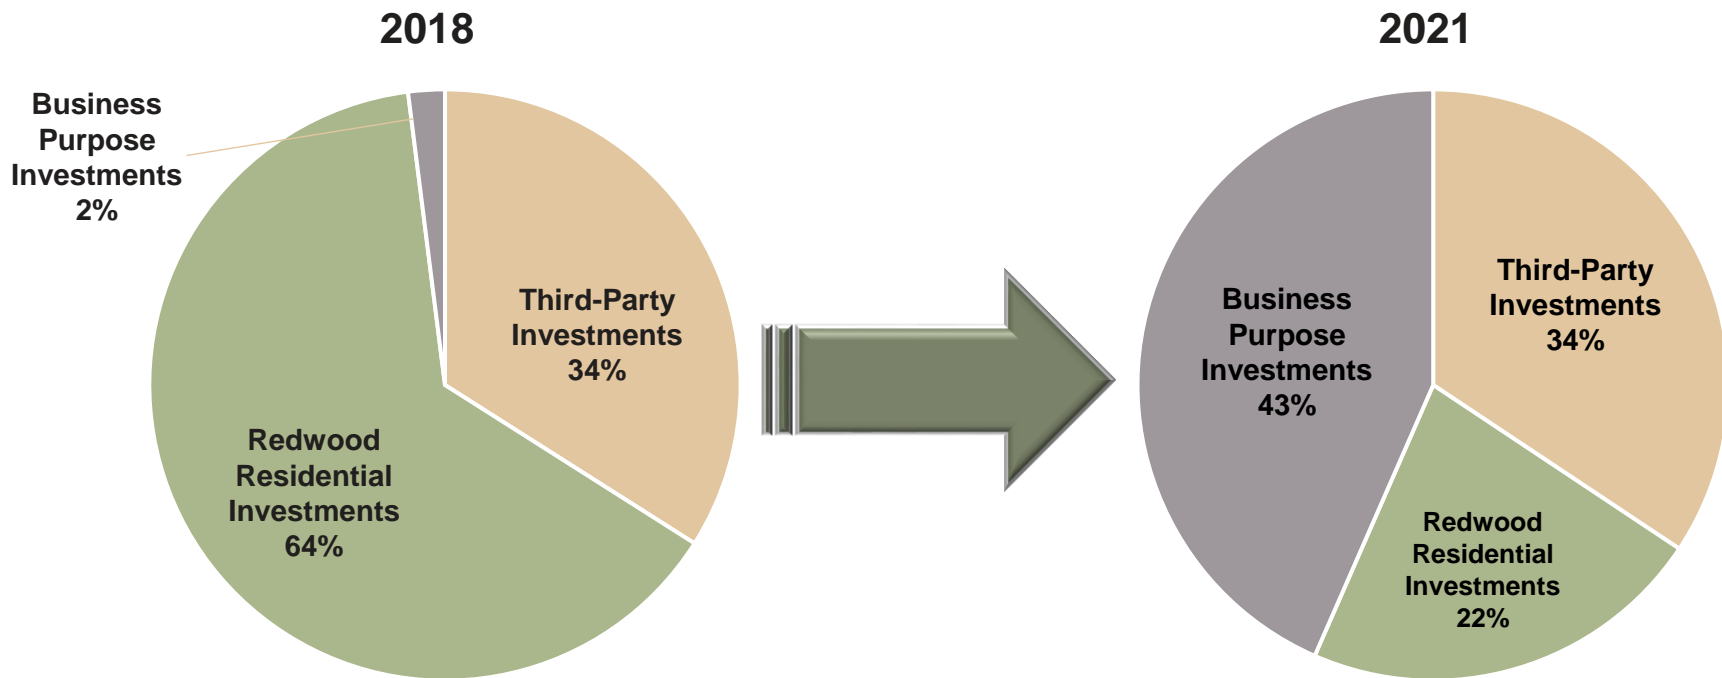 2018
Business
Purpose
Investments
2%
Third-Party
Investments
34%
Redwood
Residential
Investments
64%
2021
Business
Purpose
Investments
43%
Third-Party
Investments
34%
Redwood
Residential
Investments
22%